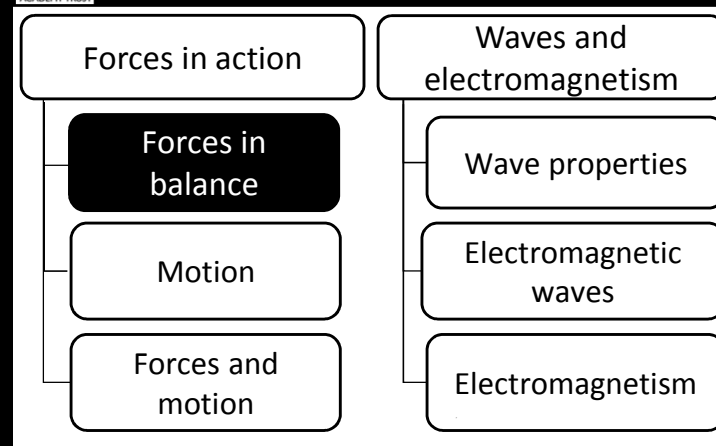 Forces in action
Forces in
balance
Motion
Forces and
motion
Waves and
electromagnetism
Wave properties
Electromagnetic
waves
Electromagnetism